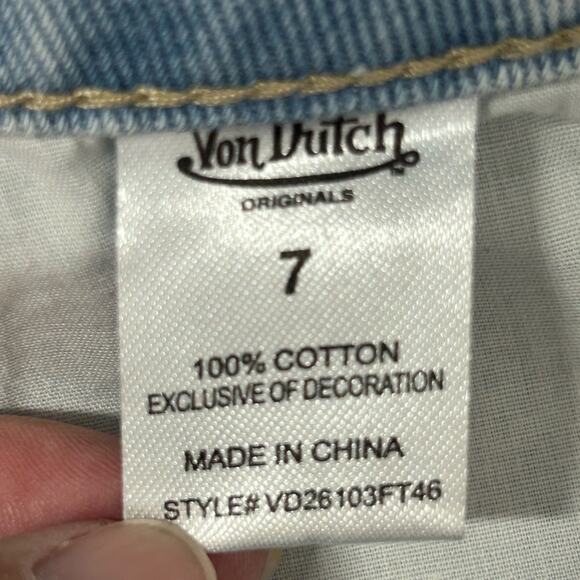 Von Dutch
ORIGINALS
7
100% COTTON
EXCLUSIVE OF DECORATION
MADE IN CHINA
STYLE# VD26103FT46